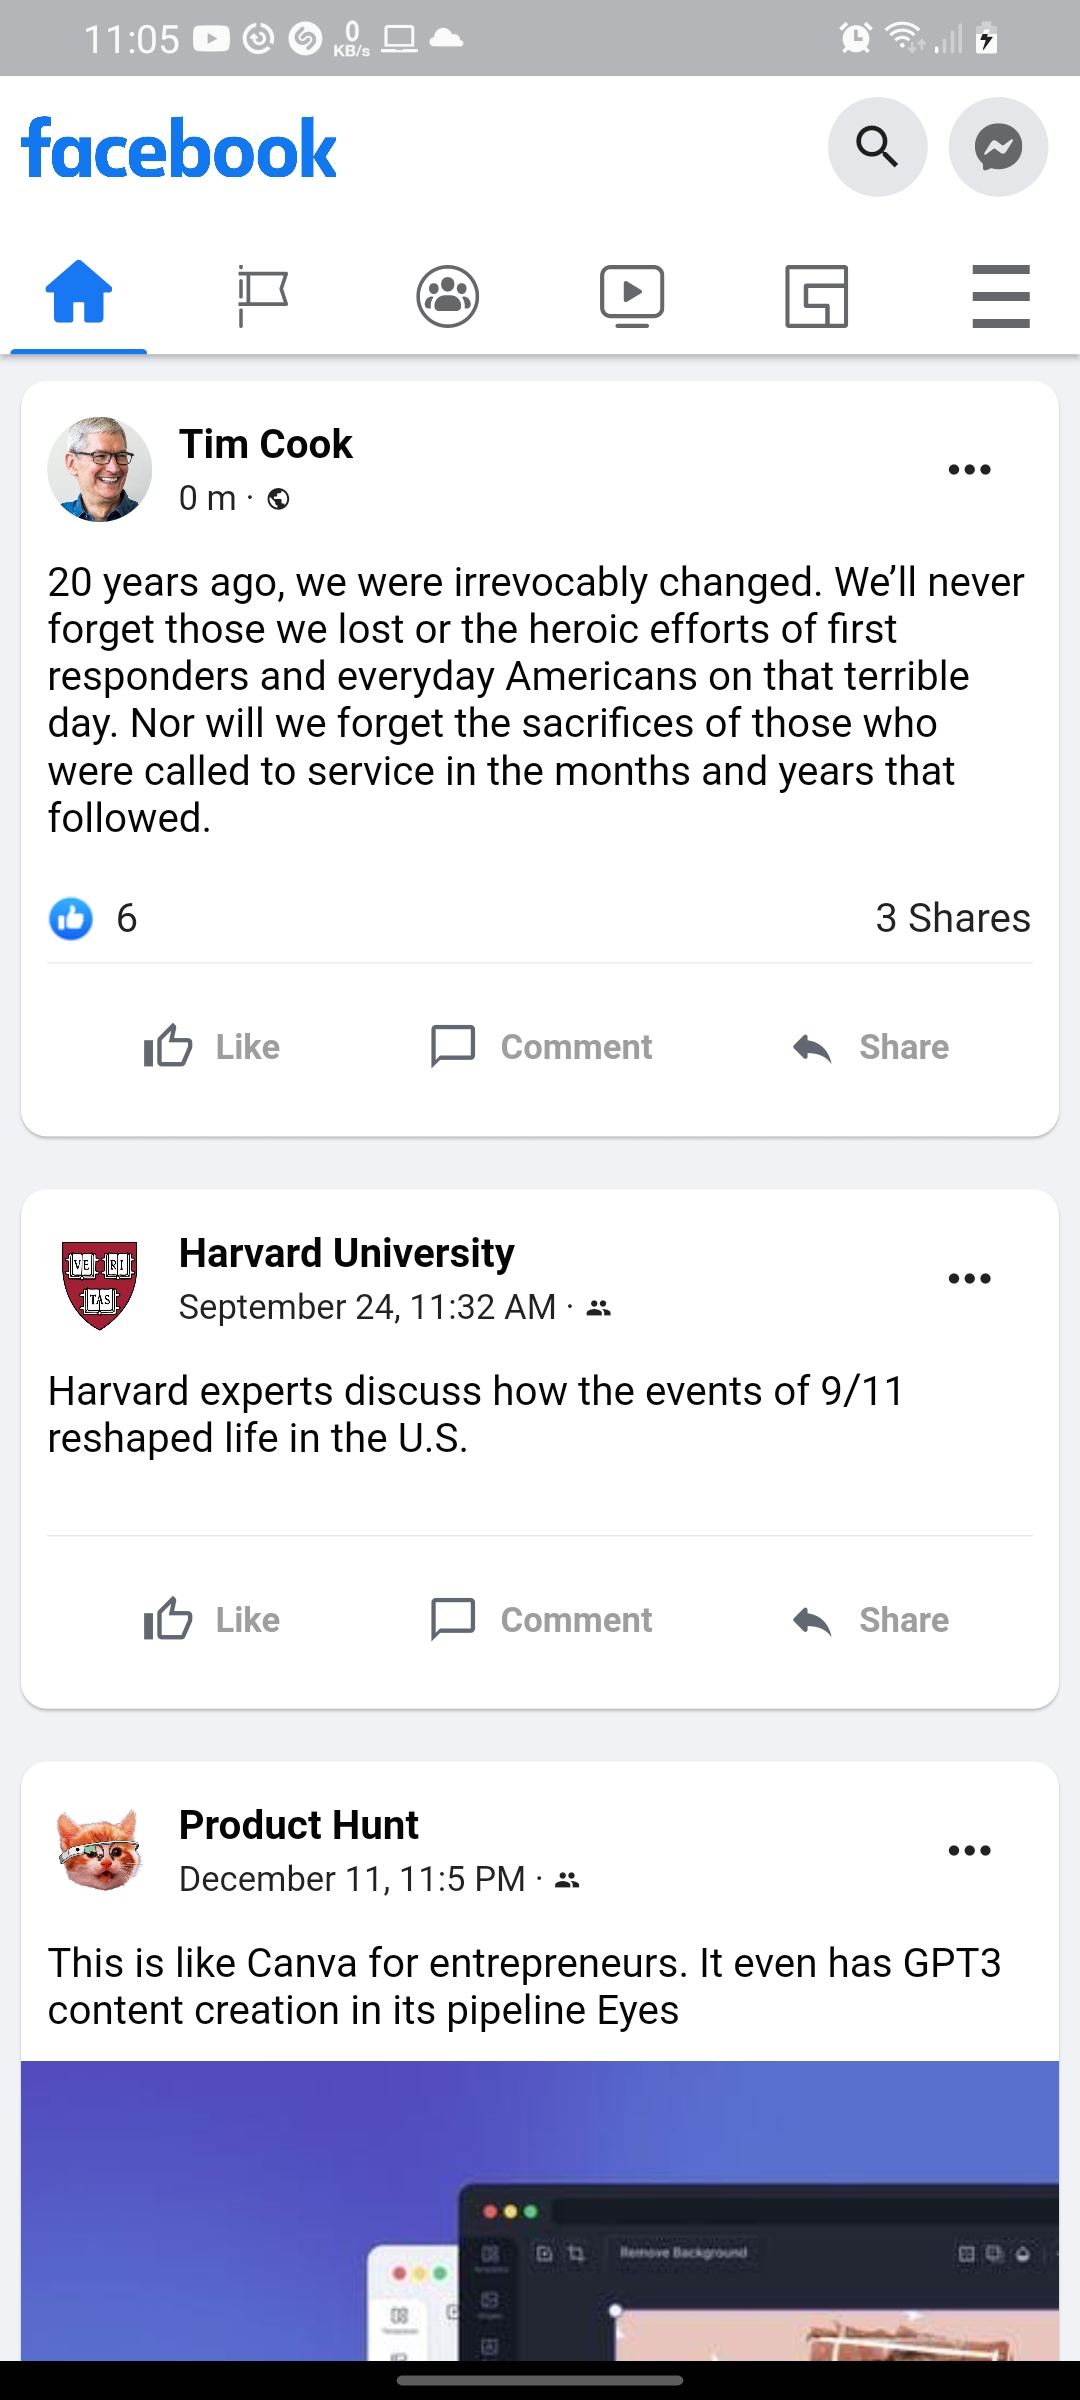 11:05
0
KB/s
facebook
Tim Cook
0 m ·
20 years ago, we were irrevocably changed. We’ll never
forget those we lost or the heroic efforts of first
responders and everyday Americans on that terrible
day. Nor will we forget the sacrifices of those who
were called to service in the months and years that
followed.
6
3 Shares
Like
Comment
Share
VE RI
TAS
Harvard University
September 24, 11:32 AM ·
Harvard experts discuss how the events of 9/11
reshaped life in the U.S.
Like
Comment
Share
Product Hunt
December 11, 11:5 PM ·
This is like Canva for entrepreneurs. It even has GPT3
content creation in its pipeline Eyes
Remove Background